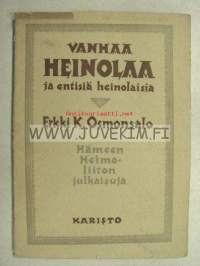 VANHAA
HEINOLAA
ja entisiä heinolaisia
Erkki K. Osmonsalo
WWW.JUVEKIM.FI
Hämeen
Heimo-
liiton
julkaisuja
KARISTO